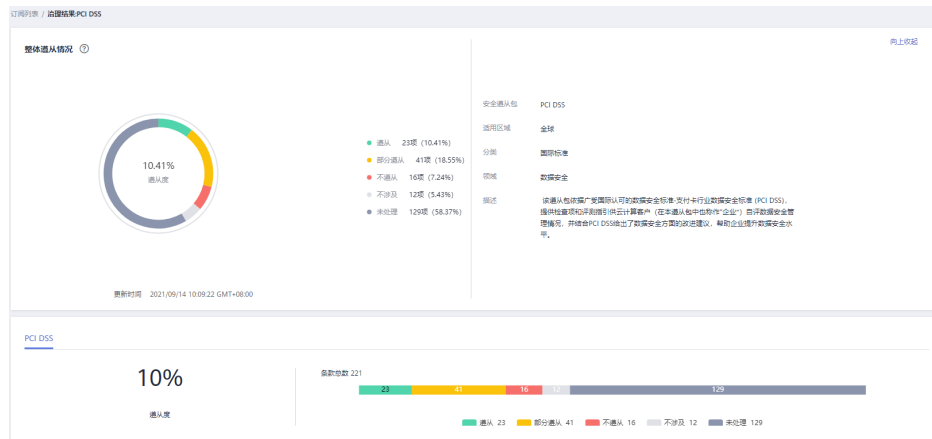 订阅列表 / 治理结果:PCI DSS
整体遵从情况 ?
向上收起
10.41%
遵从度
遵从 23项 (10.41%)
部分遵从 41项 (18.55%)
不遵从 16项 (7.24%)
不涉及 12项 (5.43%)
未处理 129项 (58.37%)
更新时间 2021/09/14 10:09:22 GMT+08:00
安全遵从包 PCI DSS
适用区域 全球
分类 国际标准
领域 数据安全
描述 该遵从包依据广受国际认可的数据安全标准-支付卡行业数据安全标准 (PCI DSS),
提供检查项和评测指引供云计算客户（在本遵从包中也称作“企业”）自评数据安全管
理情况，并结合PCI DSS给出了数据安全方面的改进建议，帮助企业提升数据安全水
平。
PCI DSS
10%
遵从度
条款总数 221
23 41 16 12 129
遵从 23 部分遵从 41 不遵从 16 不涉及 12 未处理 129